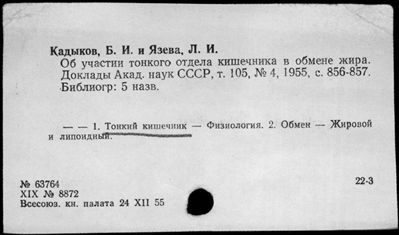 Кадыков, Б. И. и Язева, Л. И.
Об участии тонкого отдела кишечника в обмене жира.
Доклады Акад. наук СССР, т. 105, № 4, 1955, с. 856-857.
Библиогр: 5 назв.
— — 1. Тонкий кишечник — Физиология. 2. Обмен — Жировой
и липоидный.
№ 63764
22-3
XIX № 8872
Всесоюз. кн. палата 24 XII 55